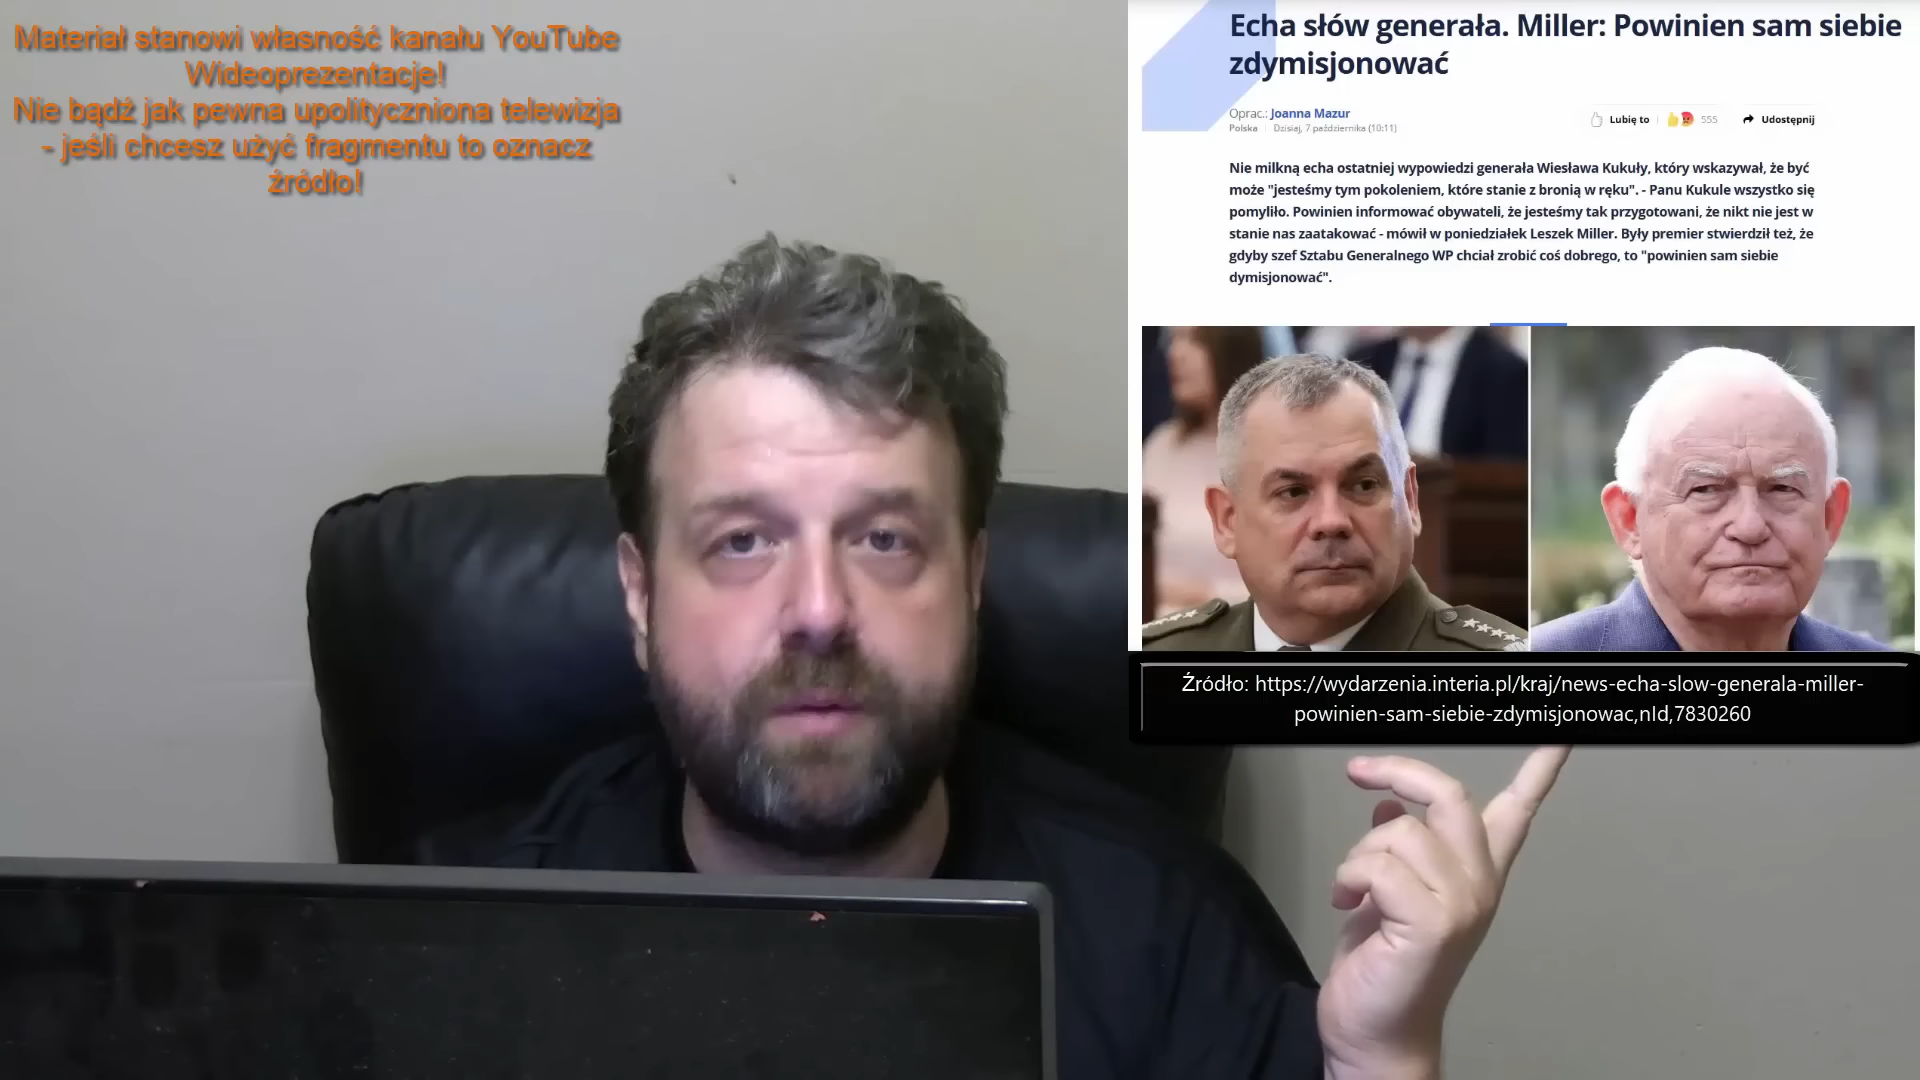 Materiał stanowi własność kanału YouTube
Wideoprezentacje!
Nie bądź jak pewna upolityczniona telewizja
- jeśli chcesz użyć fragmentu to oznacz
źródło!
Echa słów generała. Miller: Powinien sam siebie
zdymisjonować
Oprac.: Joanna Mazur
Polska | Dzisiaj, 7 października (10:11)
Lubię to 555 Udostępnij
Nie milkną echa ostatniej wypowiedzi generała Wiesława Kukuły, który wskazywał, że być
może "jesteśmy tym pokoleniem, które stanie z bronią w ręku". - Panu Kukule wszystko się
pomyliło. Powinien informować obywateli, że jesteśmy tak przygotowani, że nikt nie jest w
stanie nas zaatakować - mówił w poniedziałek Leszek Miller. Były premier stwierdził też, że
gdyby szef Sztabu Generalnego WP chciał zrobić coś dobrego, to "powinien sam siebie
dymisjonować".
Źródło: https://wydarzenia.interia.pl/kraj/news-echa-slow-generala-miller-
powinien-sam-siebie-zdymisjonowac,nId,7830260